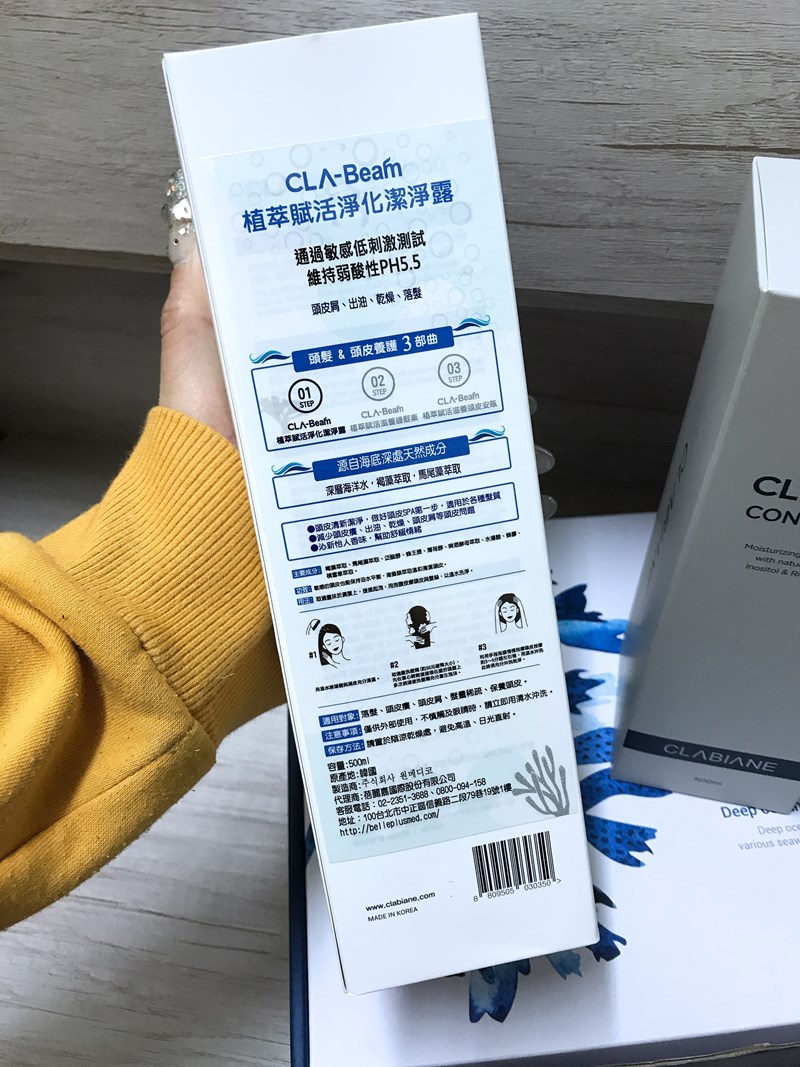 CLA-Beam
植萃賦活淨化潔淨露
通過敏感低刺激測試
維持弱酸性PH5.5
頭皮屑、出油、乾燥、落髮
頭髮 & 頭皮養護 3 部曲
01
STEP
CLA-Beam
植萃賦活淨化潔淨露
02
STEP
CLA-Beam
植萃賦活滋養護髮素
03
STEP
CLA-Beam
植萃賦活滋養頭皮安瓶
源自海底深處天然成分
深層海洋水，褐藻萃取，馬尾藻萃取
●頭皮清新潔淨，做好頭皮SPA第一步，適用於各種髮質
●減少頭皮癢、出油、乾燥、頭皮屑等頭皮問題
●沁新怡人香味，幫助舒緩情緒
主要成分:
功效:
用法:
#1
#2
#3
適用對象: 落髮、頭皮癢、頭皮屑、髮量稀疏、保養頭皮。
注意事項: 僅供外部使用，不慎觸及眼睛時，請立即用清水沖洗。
保存方法: 請置於陰涼乾燥處，避免高溫、日光直射。
容量:500ml
原產地:韓國
製造商:주식회사 원메디코
代理商:蓓麗嘉國際股份有限公司
客服電話：02-2351-3688、0800-094-158
地址：100台北市中正區信義路二段79巷19號1樓
http://belleplusmed.com/
www.clabiane.com
MADE IN KOREA
8 809505 030350 >
CL
CON
Moisturizing
with natu
Inositol & Ri
CLABIANE
500ml
Deep
Deep oce
various seaw